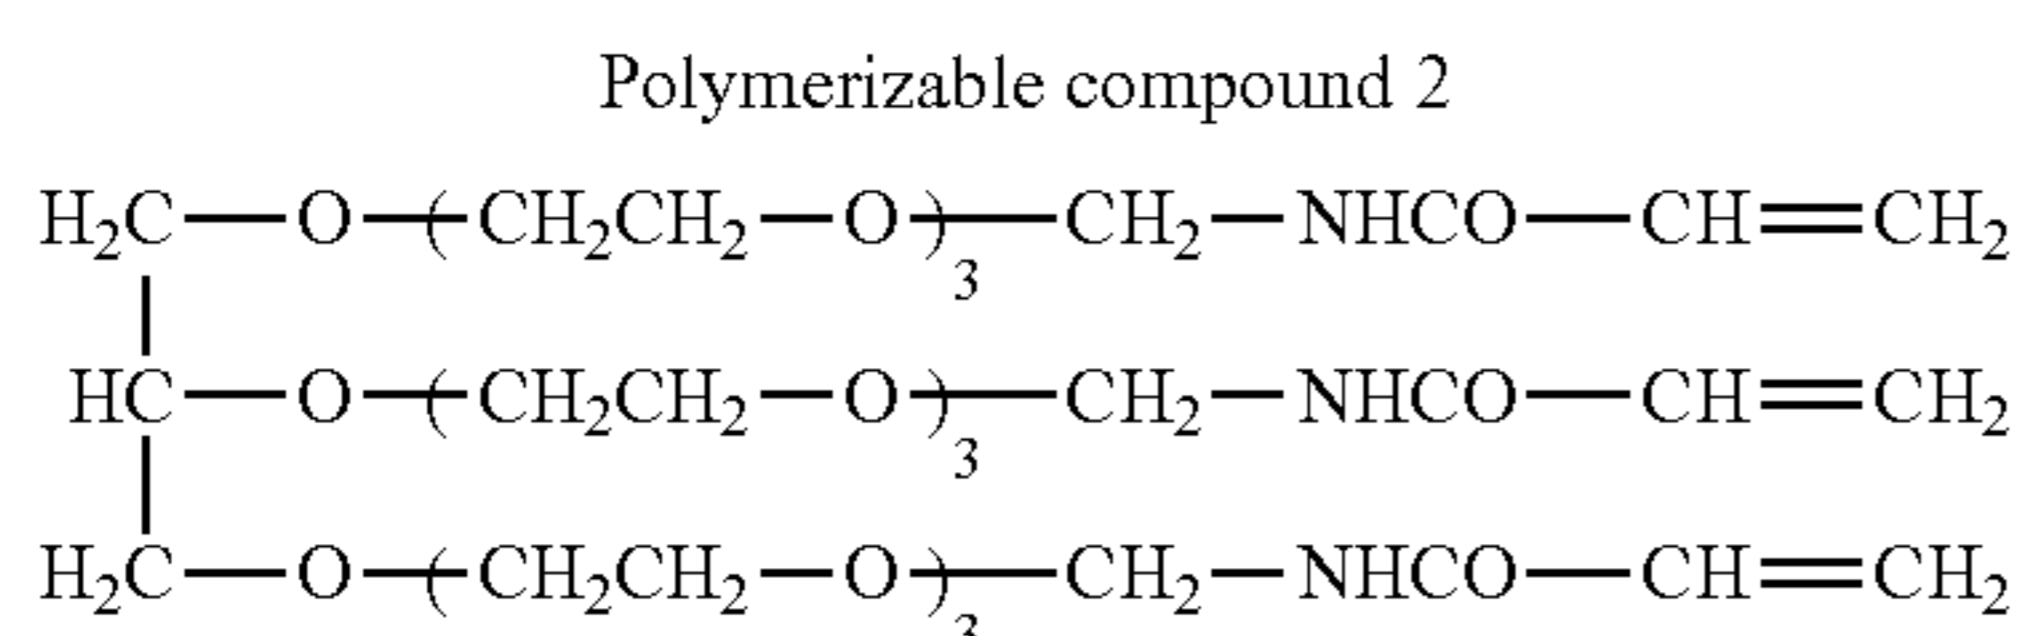 Polymerizable compound 2
H₂C—O—(CH₂CH₂—O)₃—CH₂—NHCO—CH=CH₂
HC—O—(CH₂CH₂—O)₃—CH₂—NHCO—CH=CH₂
H₂C—O—(CH₂CH₂—O)₃—CH₂—NHCO—CH=CH₂